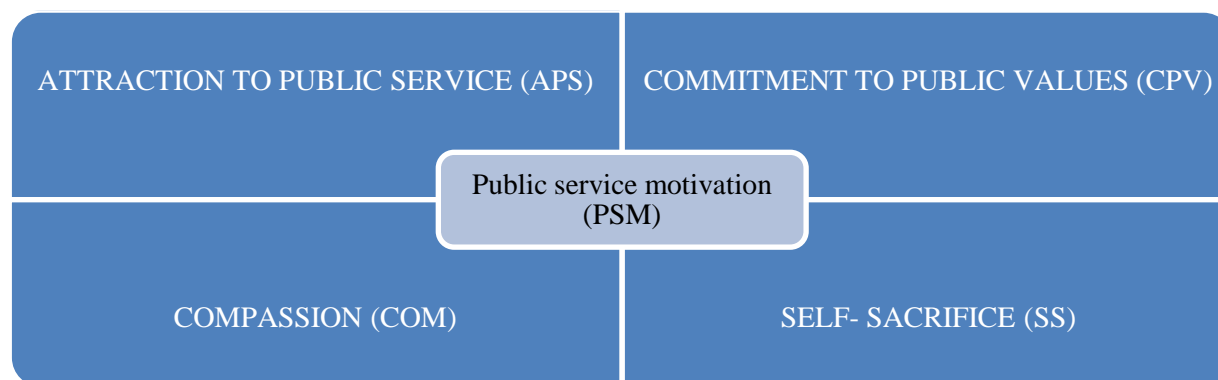 ATTRACTION TO PUBLIC SERVICE (APS)
COMMITMENT TO PUBLIC VALUES (CPV)
Public service motivation
(PSM)
COMPASSION (COM)
SELF- SACRIFICE (SS)